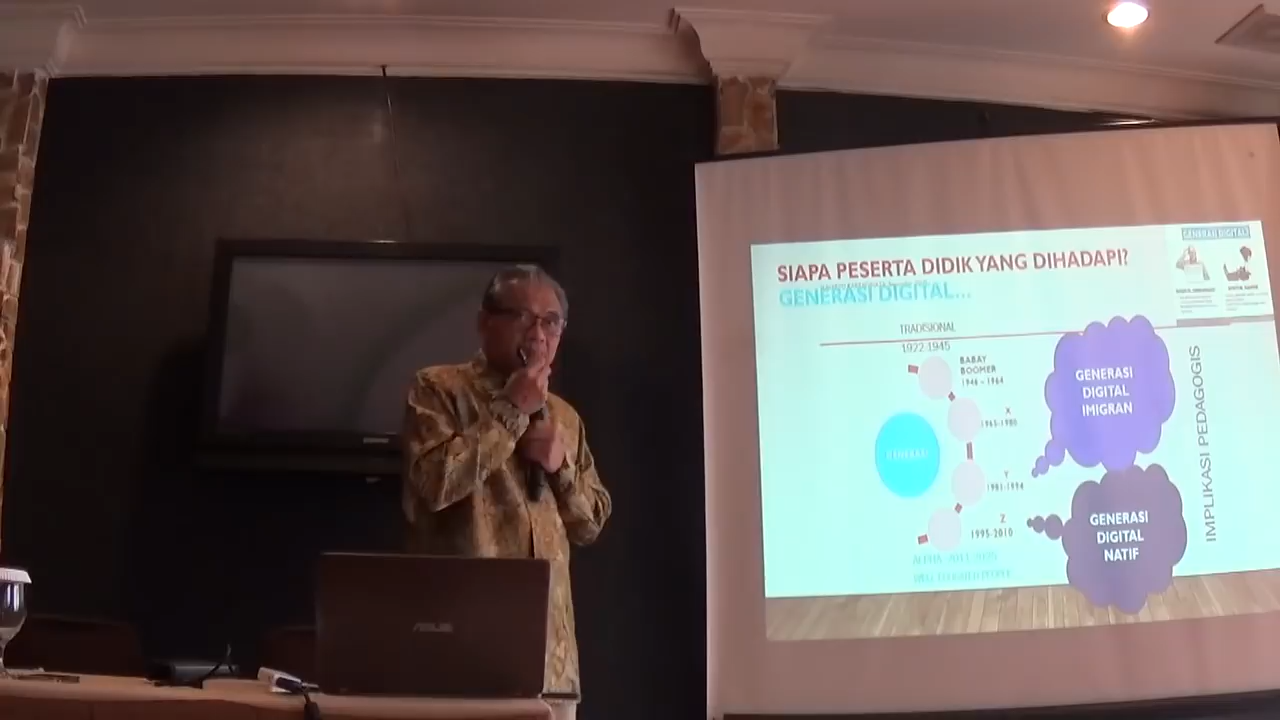 SIAPA PESERTA DIDIK YANG DIHADAPI?
GENERASI DIGITAL...
GENERASI DIGITAL
TRADISIONAL
1922-1945
BABAY
BOOMER
1946 – 1964
X
1965-1980
GENERASI
Y
1981-1994
Z
1995-2010
GENERASI
DIGITAL
IMIGRAN
GENERASI
DIGITAL
NATIF
IMPLIKASI PEDAGOGIS
ASUS